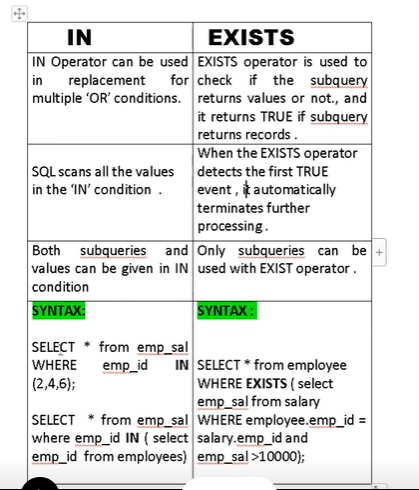 IN
EXISTS
IN Operator can be used
in replacement for
multiple ‘OR’ conditions.
EXISTS operator is used to
check if the subquery
returns values or not., and
it returns TRUE if subquery
returns records .
SQL scans all the values
in the ‘IN’ condition .
When the EXISTS operator
detects the first TRUE
event , it automatically
terminates further
processing .
Both subqueries and
values can be given in IN
condition
Only subqueries can be
used with EXIST operator .
SYNTAX:
SELECT * from emp_sal
WHERE emp_id IN
(2,4,6);
SELECT * from emp_sal
where emp_id IN ( select
emp_id from employees)
SYNTAX :
SELECT * from employee
WHERE EXISTS ( select
emp_sal from salary
WHERE employee.emp_id =
salary.emp_id and
emp_sal >10000);